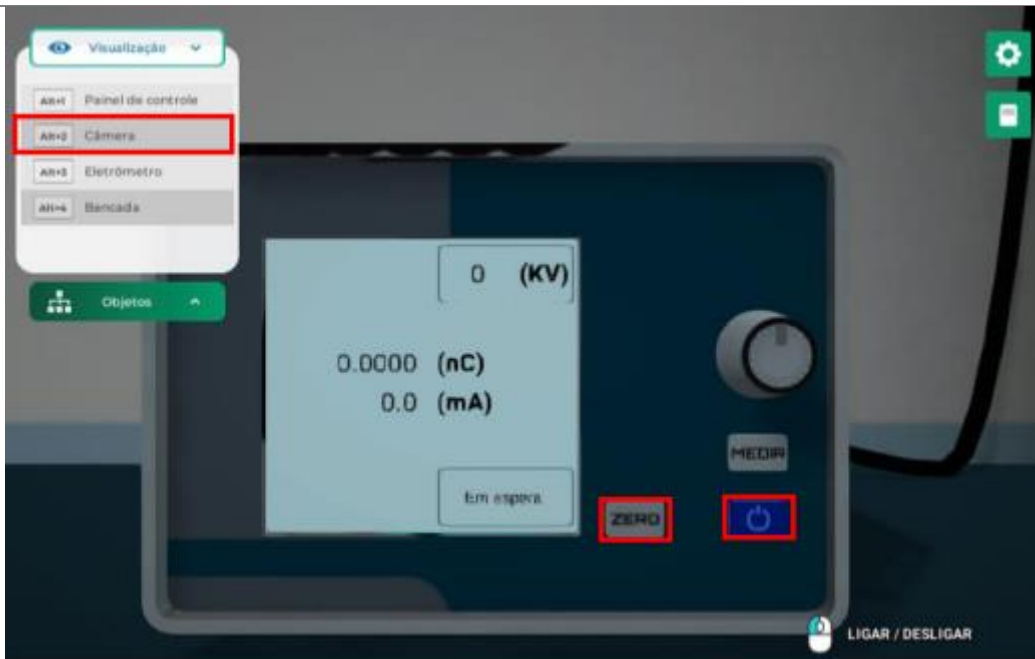 Visualização
Alt+1 Painel de controle
Alt+2 Câmera
Alt+3 Eletrômetro
Alt+4 Bancada
Objetos
0 (KV)
0.0000 (nC)
0.0 (mA)
Em espera
MEDIR
ZERO
LIGAR / DESLIGAR